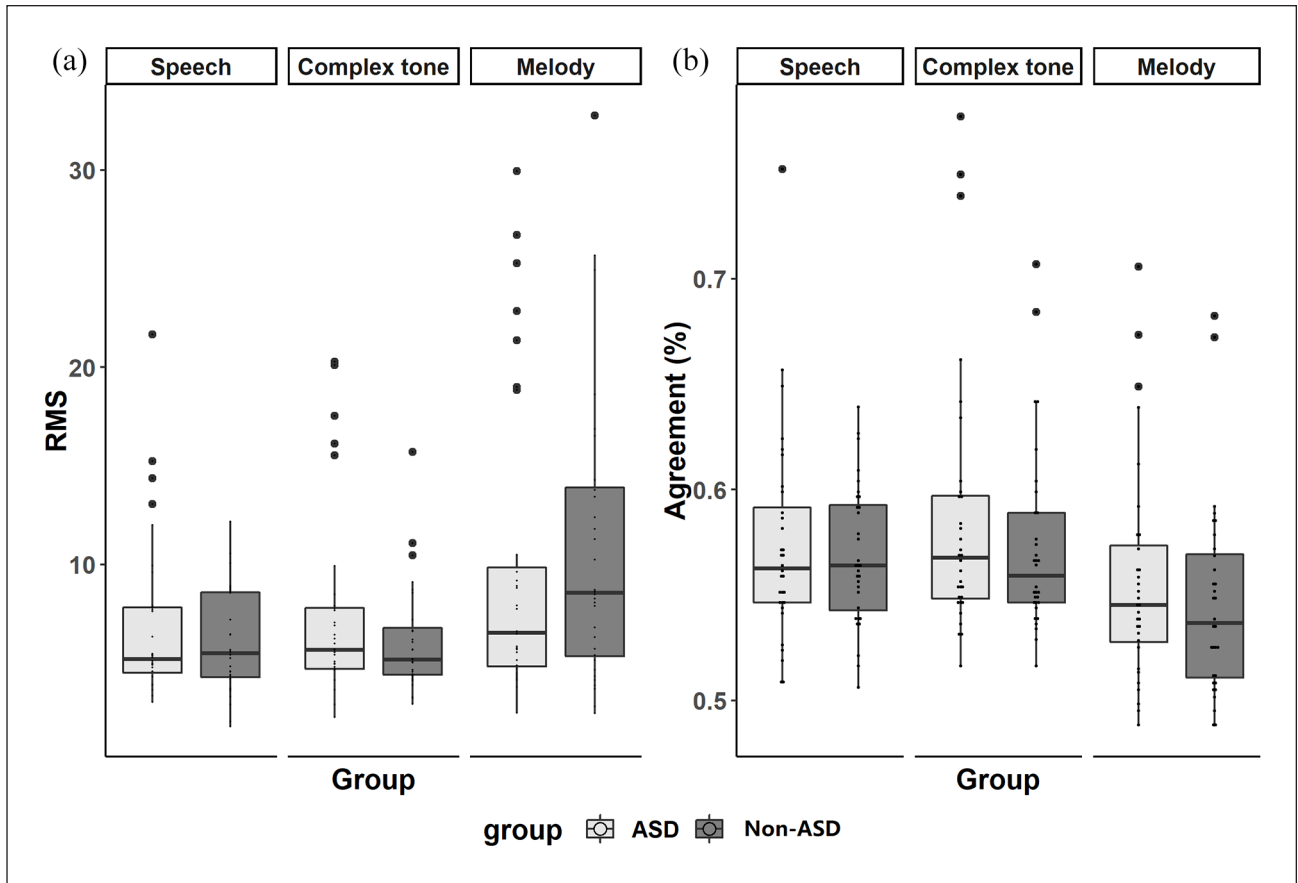 (a)
Speech
Complex tone
Melody
30
20
10
RMS
Group
(b)
Speech
Complex tone
Melody
0.7
0.6
0.5
Agreement (%)
Group
group ASD Non-ASD